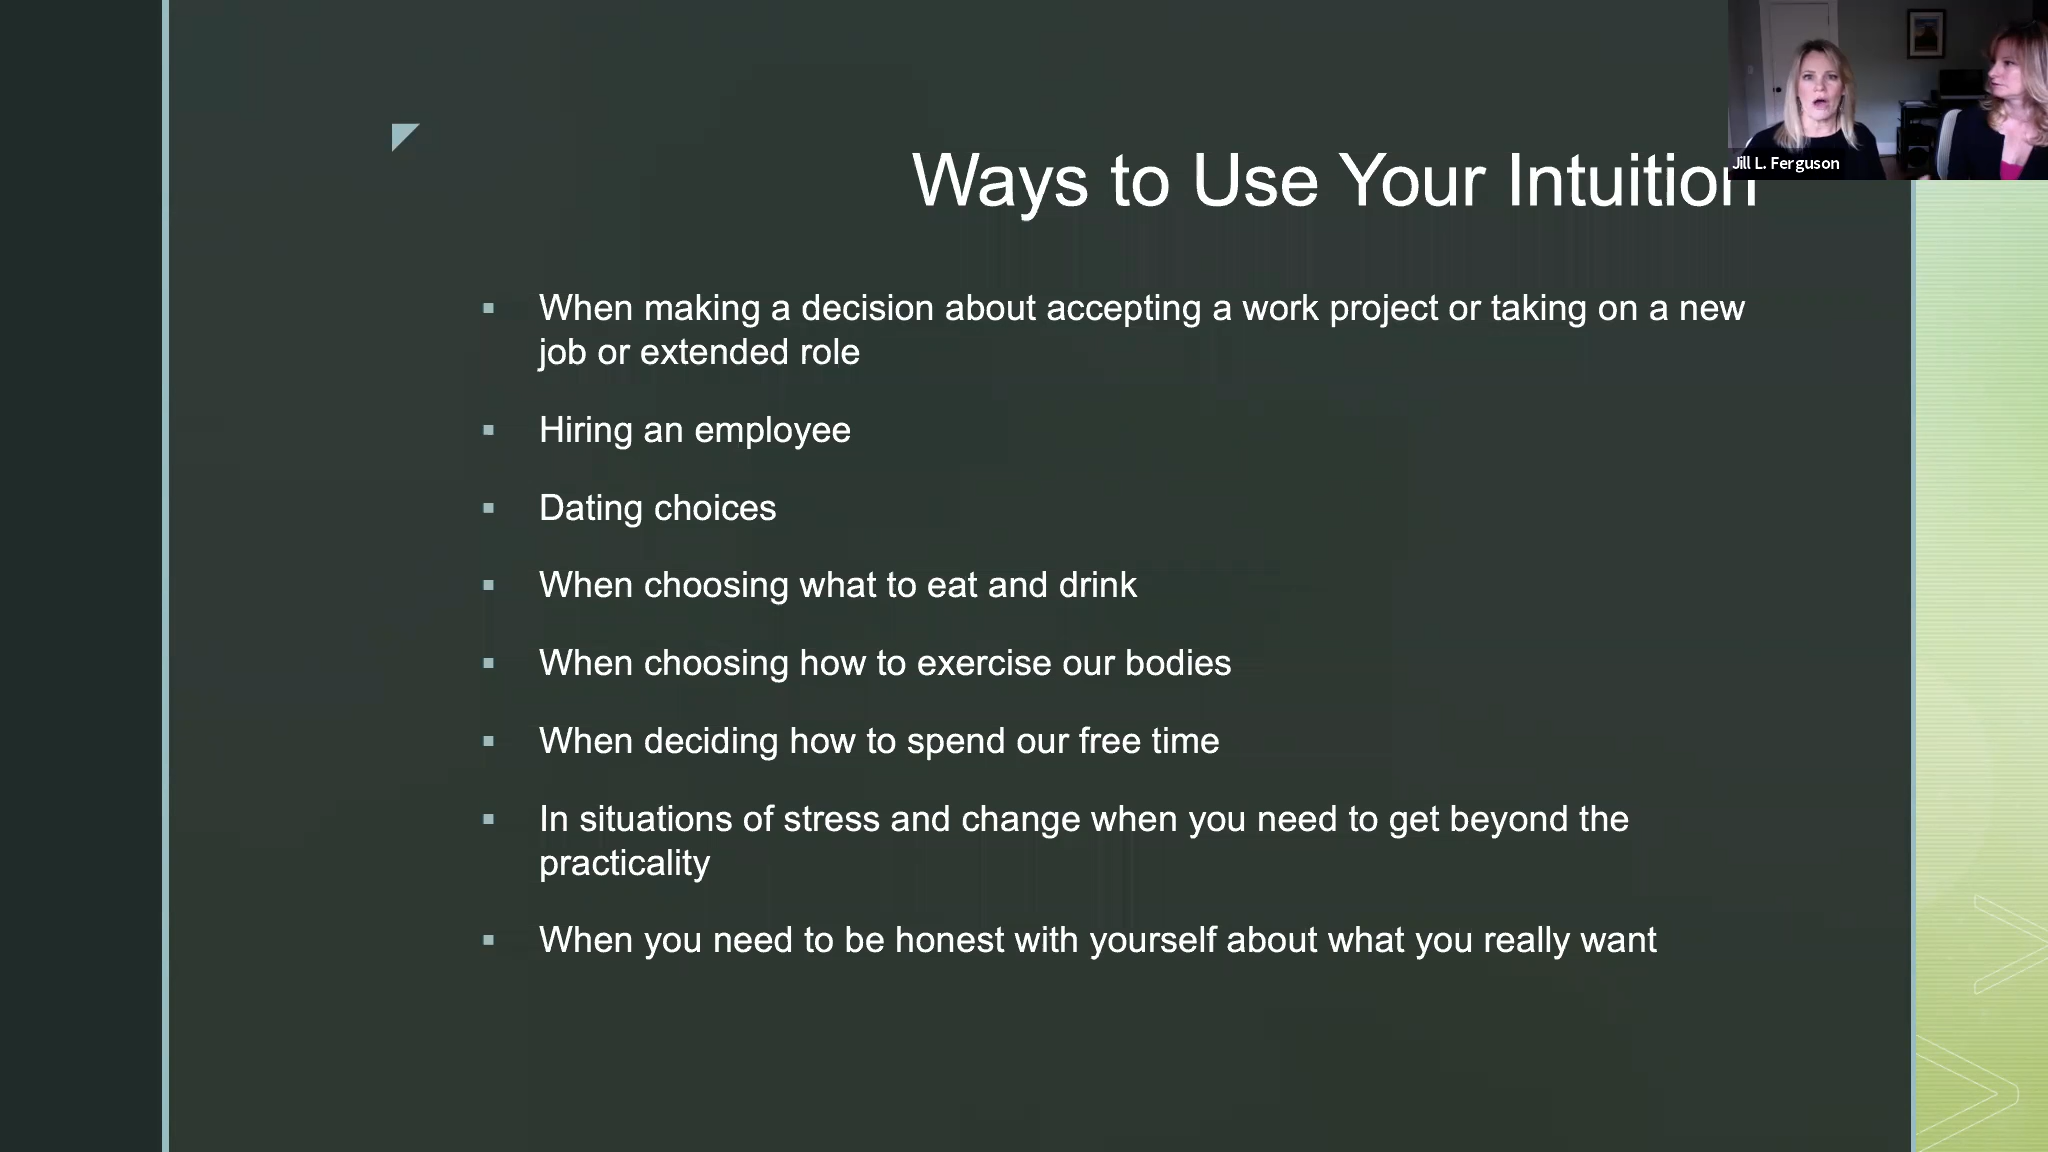 Jill L. Ferguson
Ways to Use Your Intuition
When making a decision about accepting a work project or taking on a new
job or extended role
Hiring an employee
Dating choices
When choosing what to eat and drink
When choosing how to exercise our bodies
When deciding how to spend our free time
In situations of stress and change when you need to get beyond the
practicality
When you need to be honest with yourself about what you really want